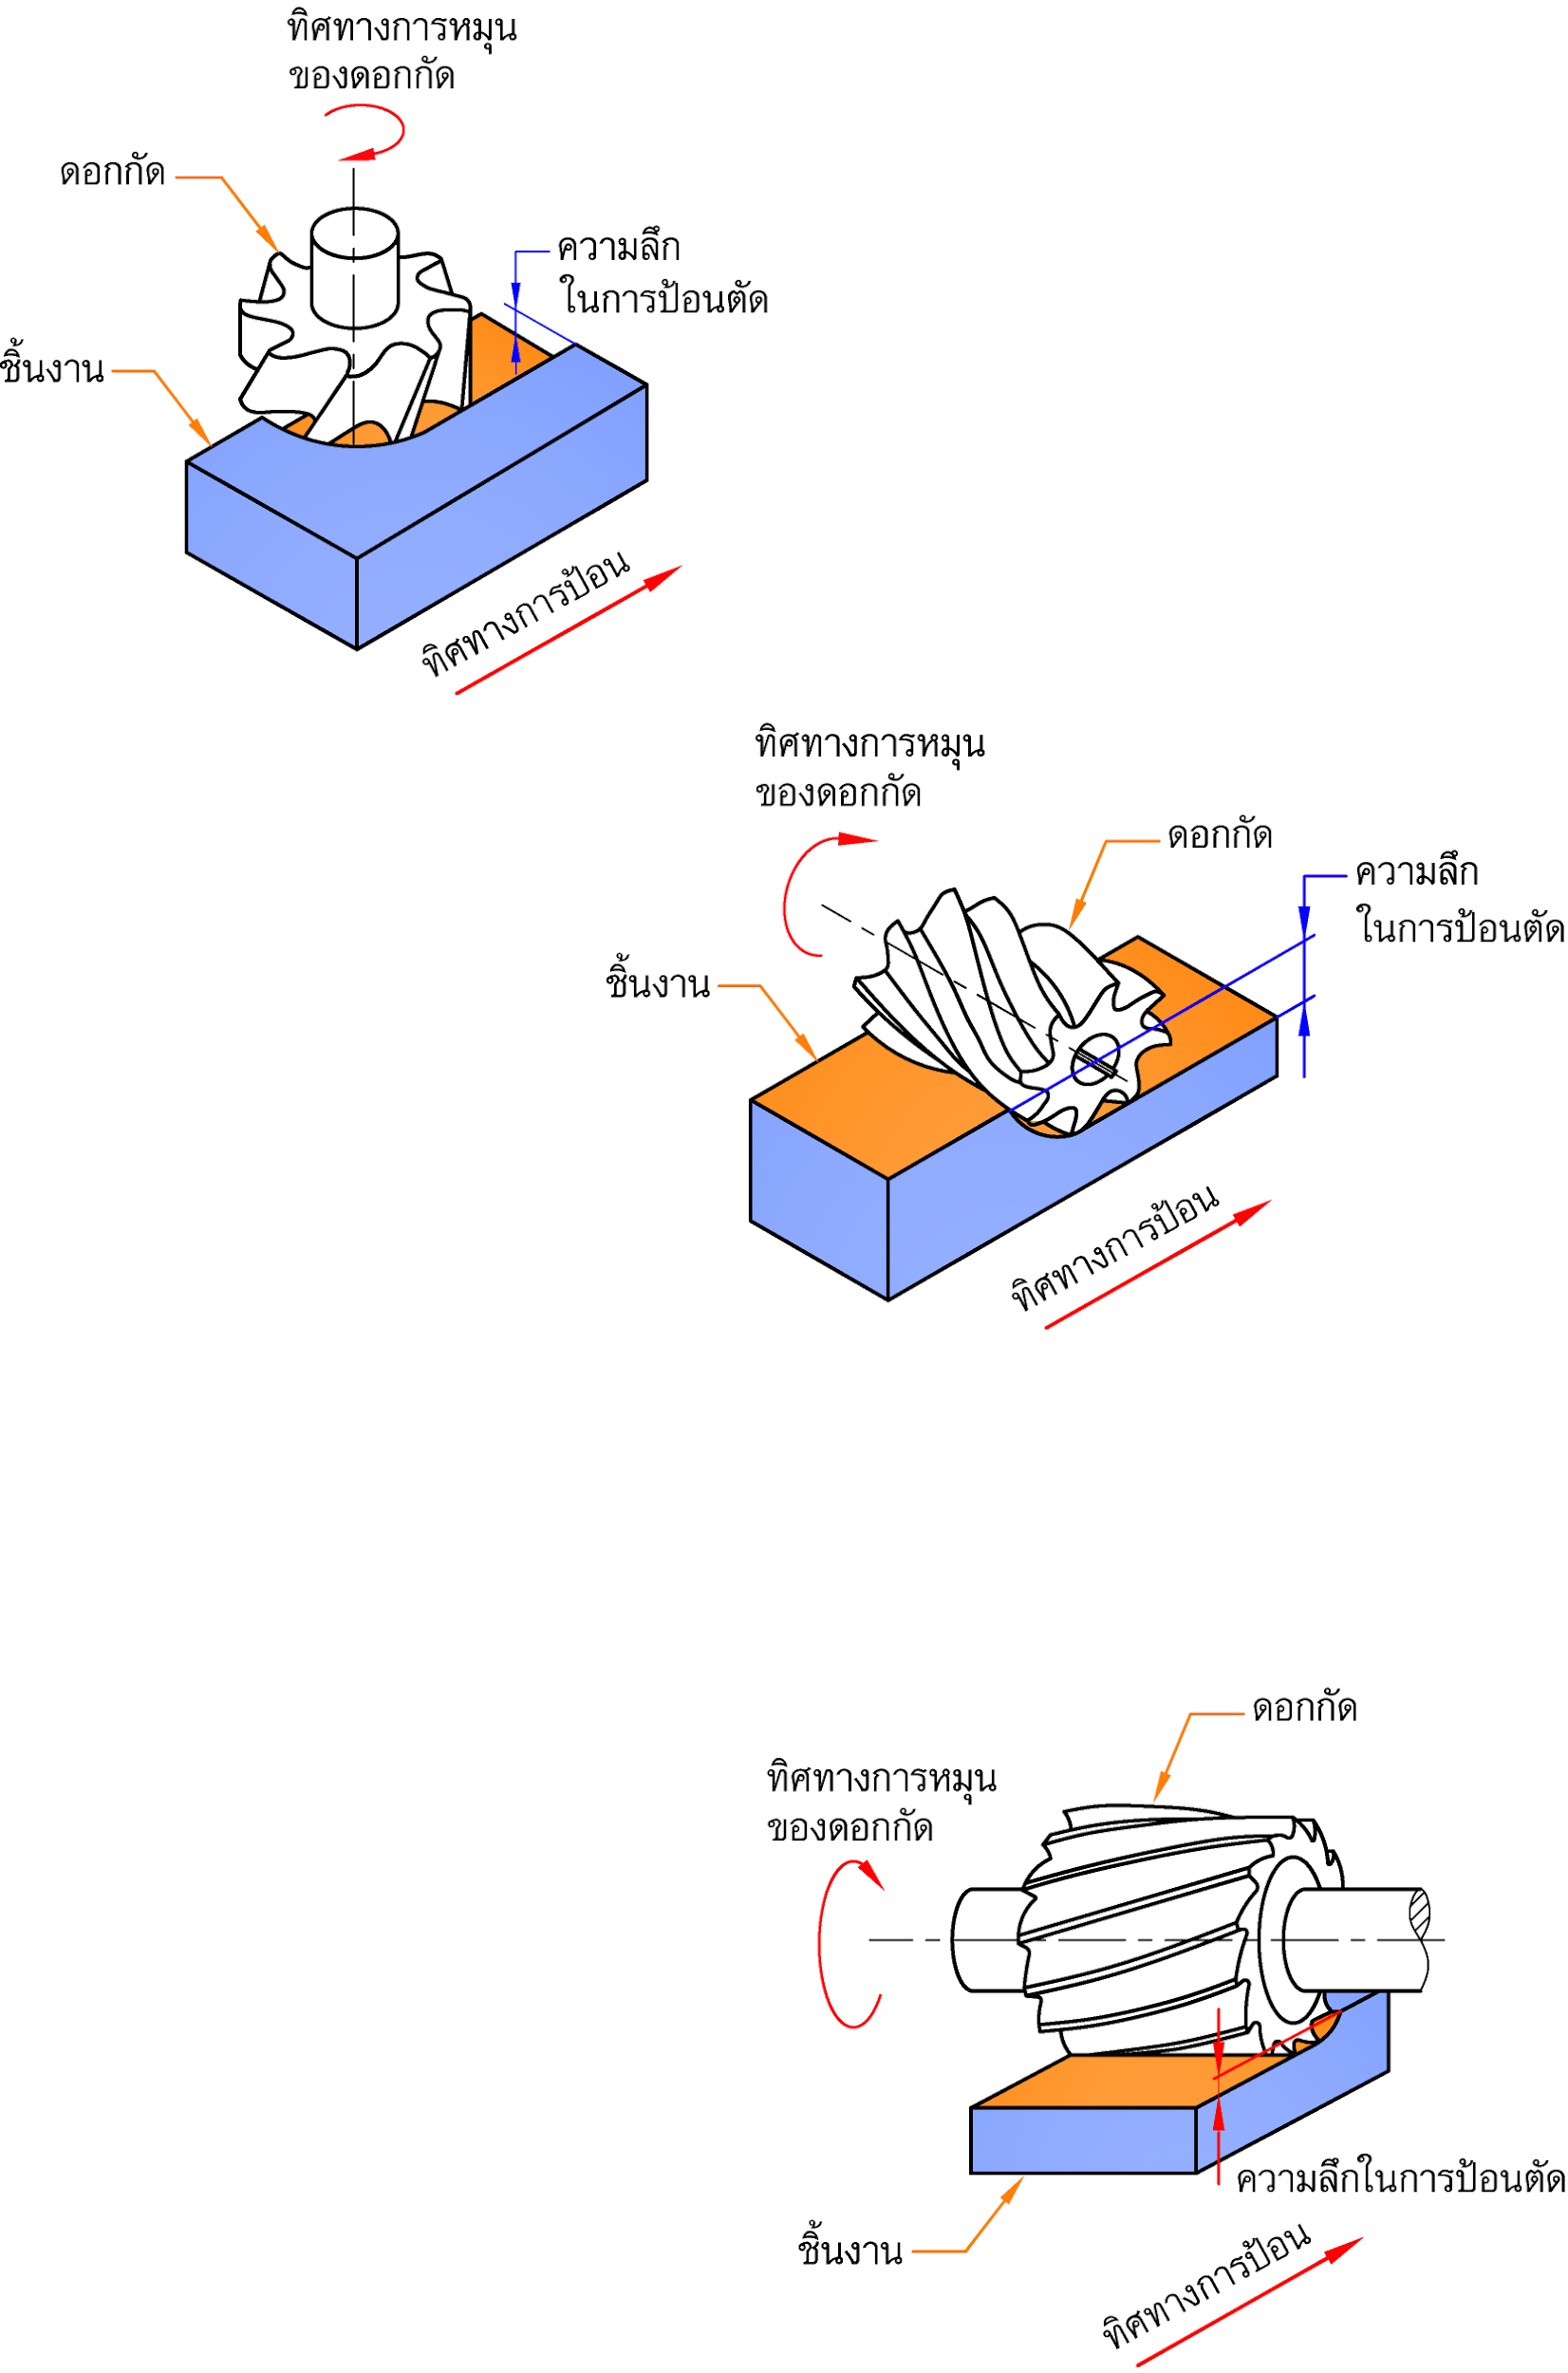 ทิศทางการหมุน
ของดอกกัด
ดอกกัด
ความลึก
ในการป้อนตัด
ชิ้นงาน
ทิศทางการป้อน
ทิศทางการหมุน
ของดอกกัด
ดอกกัด
ความลึก
ในการป้อนตัด
ชิ้นงาน
ทิศทางการป้อน
ดอกกัด
ทิศทางการหมุน
ของดอกกัด
ความลึกในการป้อนตัด
ชิ้นงาน
ทิศทางการป้อน